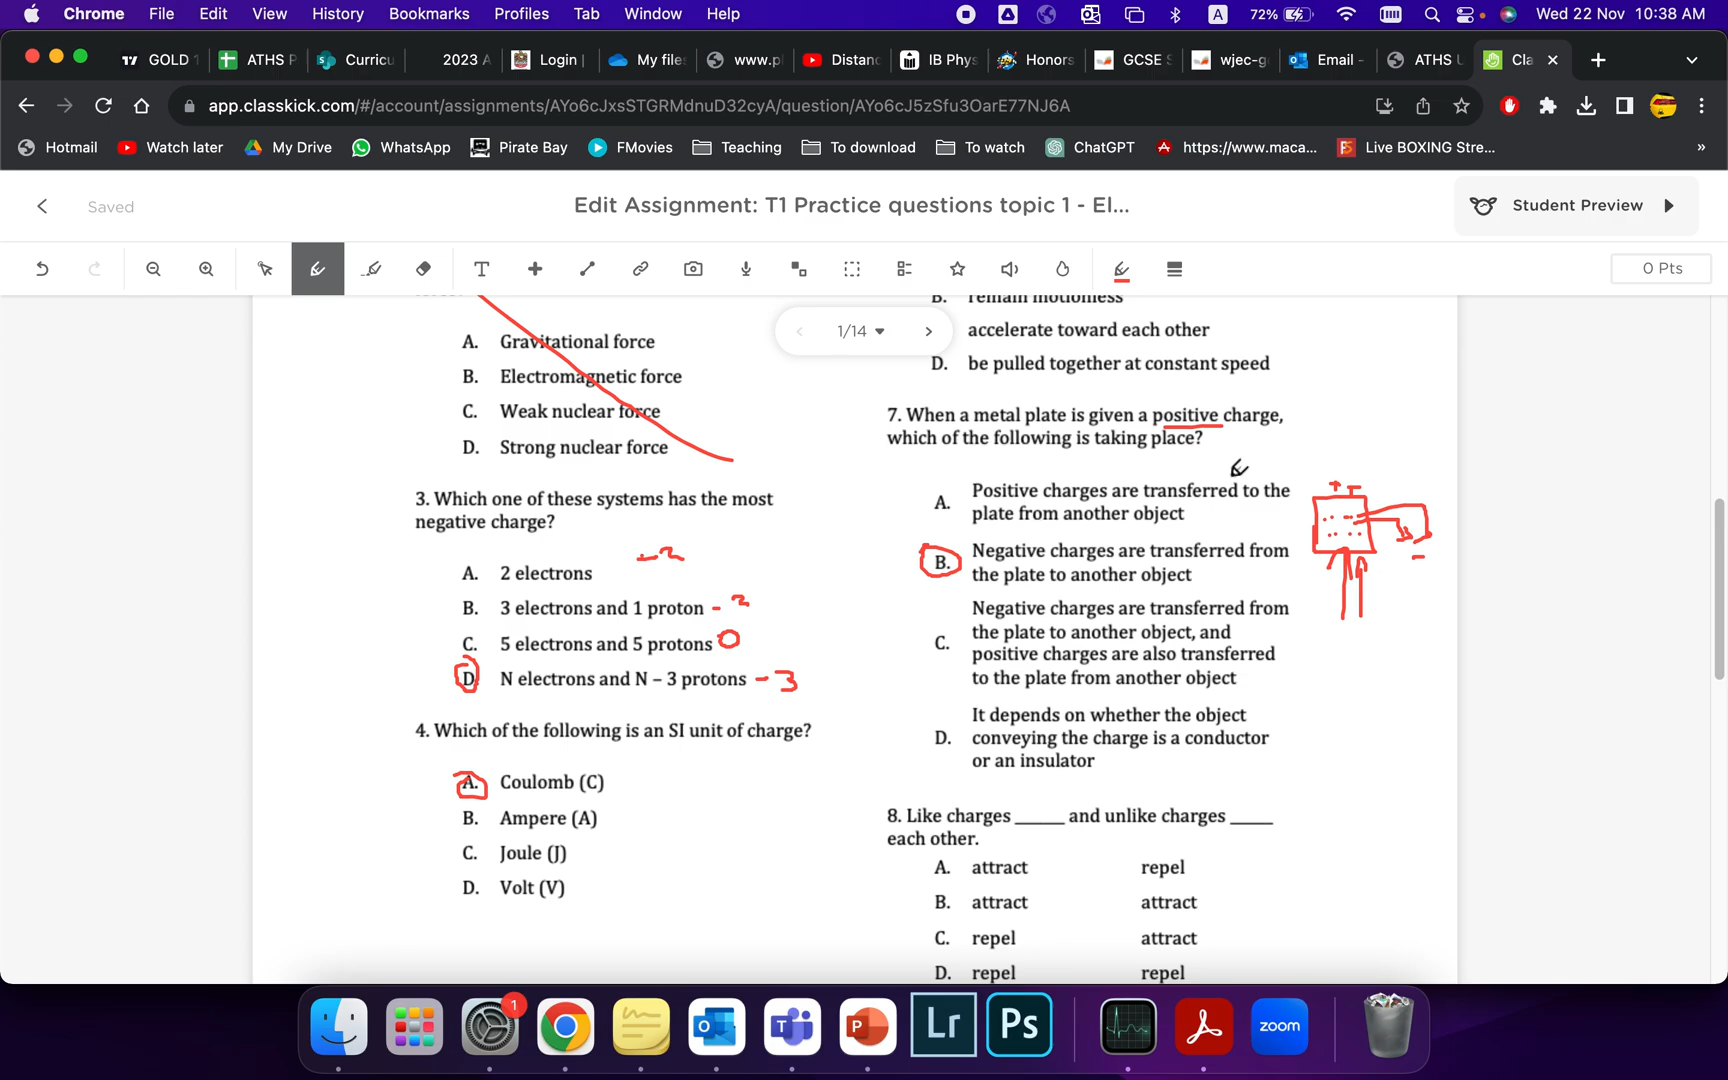 Chrome File Edit View History Bookmarks Profiles Tab Window Help
A 72% Wed 22 Nov 10:38 AM
GOLD 1 ATHS P Curricu 2023 A Login My file www.p Distanc IB Phys Honors GCSE S wjec-g Email - ATHS U Cla
app.classkick.com/#/account/assignments/AYo6cJxsSTGRMdnuD32cyA/question/AYo6cJ5zSfu3OarE77NJ6A
Hotmail Watch later My Drive WhatsApp Pirate Bay FMovies Teaching To download To watch ChatGPT https://www.maca... Live BOXING Stre... »
Saved
Edit Assignment: T1 Practice questions topic 1 - El...
Student Preview
T 0 Pts
1/14
A. Gravitational force
B. Electromagnetic force
C. Weak nuclear force
D. Strong nuclear force
3. Which one of these systems has the most
negative charge?
-2
A. 2 electrons
B. 3 electrons and 1 proton -2
C. 5 electrons and 5 protons 0
D. N electrons and N – 3 protons -3
4. Which of the following is an SI unit of charge?
A. Coulomb (C)
B. Ampere (A)
C. Joule (J)
D. Volt (V)
B. remain motionless
accelerate toward each other
D. be pulled together at constant speed
7. When a metal plate is given a positive charge,
which of the following is taking place?
A. Positive charges are transferred to the
plate from another object
B. Negative charges are transferred from
the plate to another object
C. Negative charges are transferred from
the plate to another object, and
positive charges are also transferred
to the plate from another object
D. It depends on whether the object
conveying the charge is a conductor
or an insulator
8. Like charges _____ and unlike charges _____
each other.
A. attract repel
B. attract attract
C. repel attract
D. repel repel
1
Lr Ps zoom